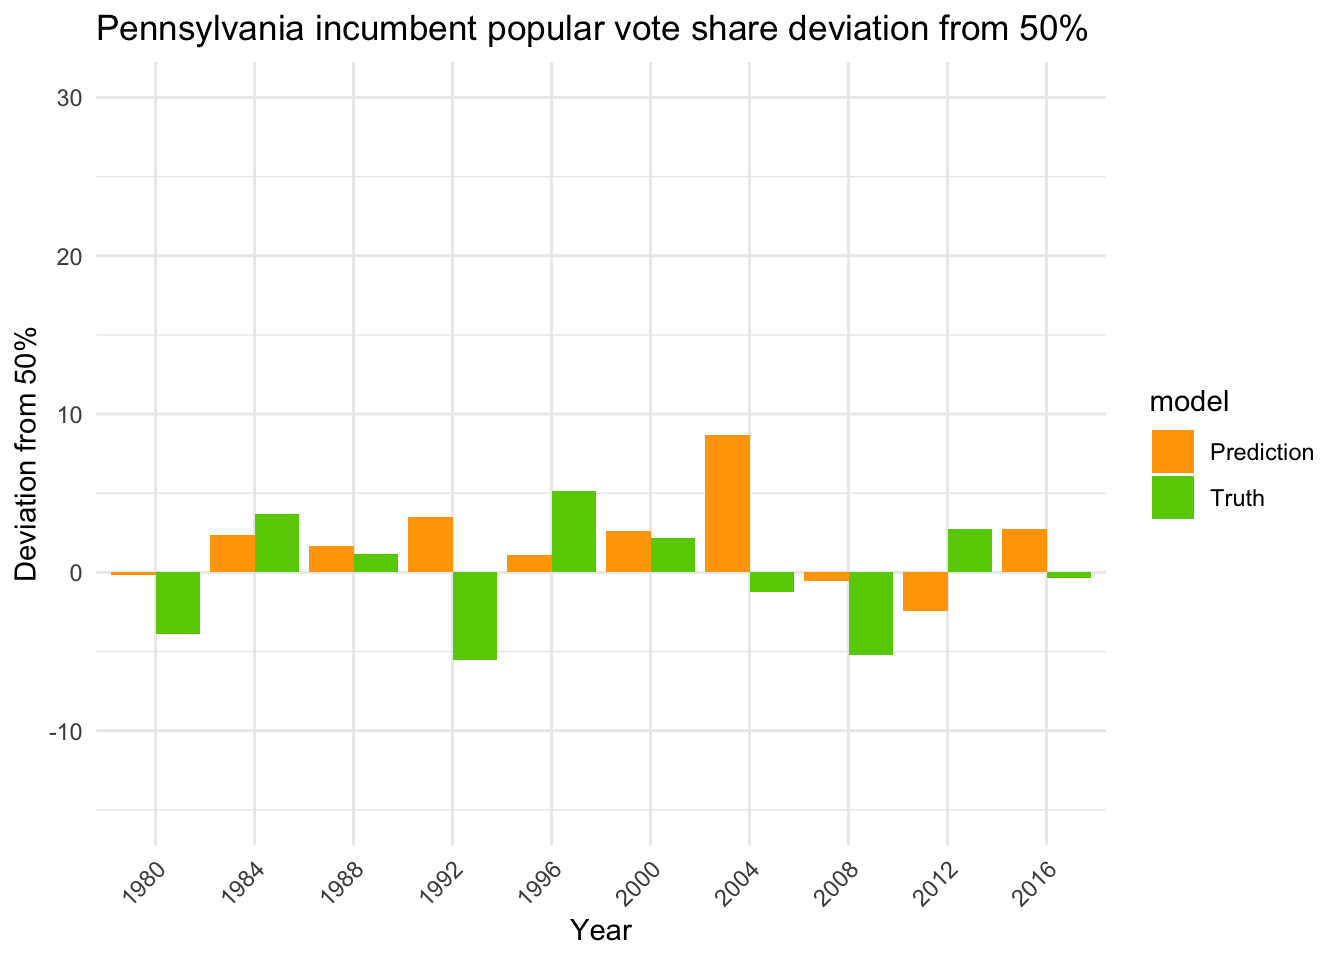 Pennsylvania incumbent popular vote share deviation from 50%
30
20
10
0
-10
Deviation from 50%
1980
1984
1988
1992
1996
2000
2004
2008
2012
2016
Year
model
Prediction
Truth